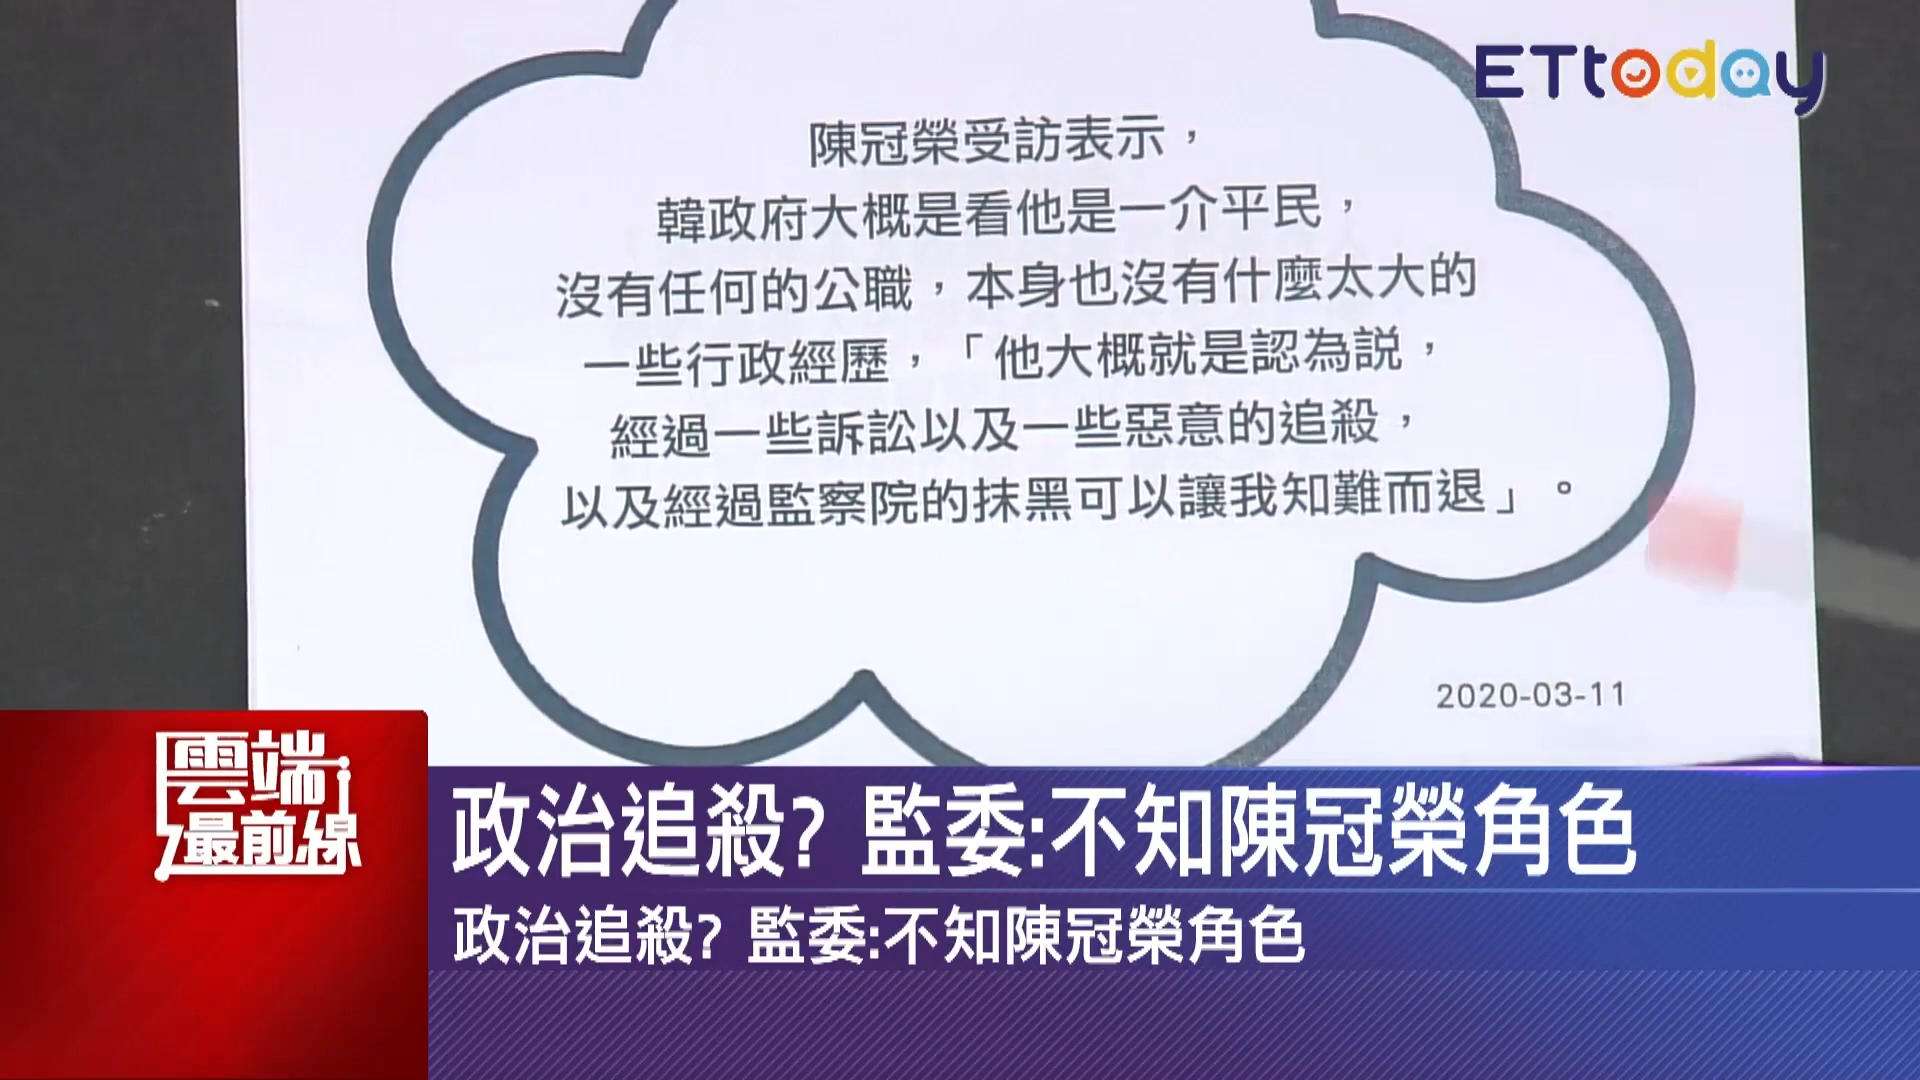 ETtoday
陳冠榮受訪表示，
韓政府大概是看他是一介平民，
沒有任何的公職，本身也沒有什麼太大的
一些行政經歷，「他大概就是認為説，
經過一些訴訟以及一些惡意的追殺，
以及經過監察院的抹黑可以讓我知難而退」。
2020-03-11
雲端
最前線
政治追殺? 監委:不知陳冠榮角色
政治追殺? 監委:不知陳冠榮角色